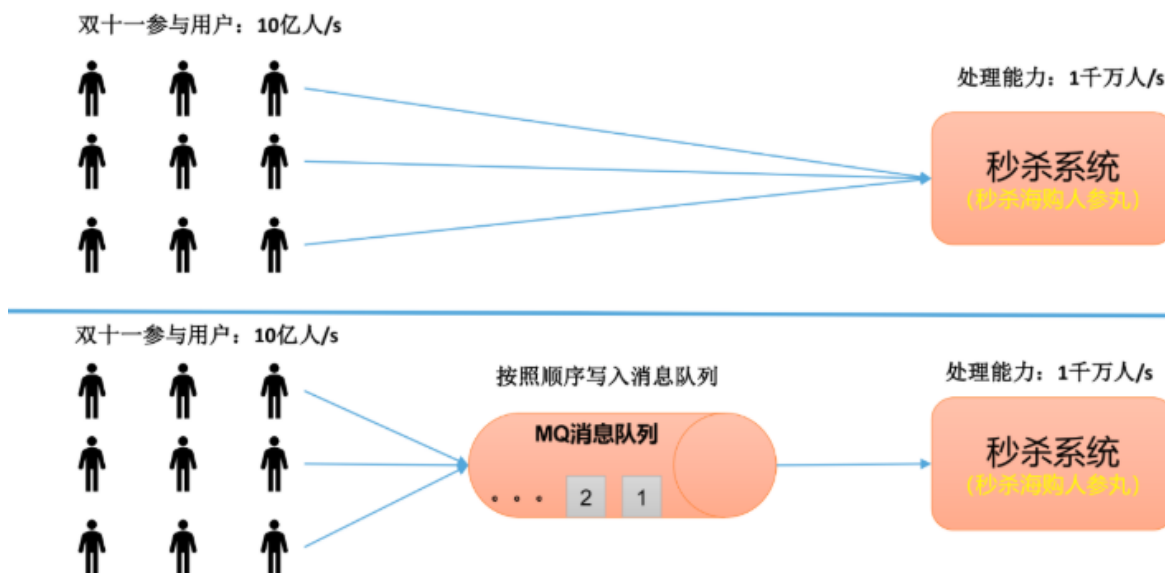 双十一参与用户：10亿人/s
处理能力：1千万人/s
秒杀系统
(秒杀海购人参丸)
双十一参与用户：10亿人/s
按照顺序写入消息队列
处理能力：1千万人/s
MQ消息队列
。。。 2 1
秒杀系统
(秒杀海购人参丸)